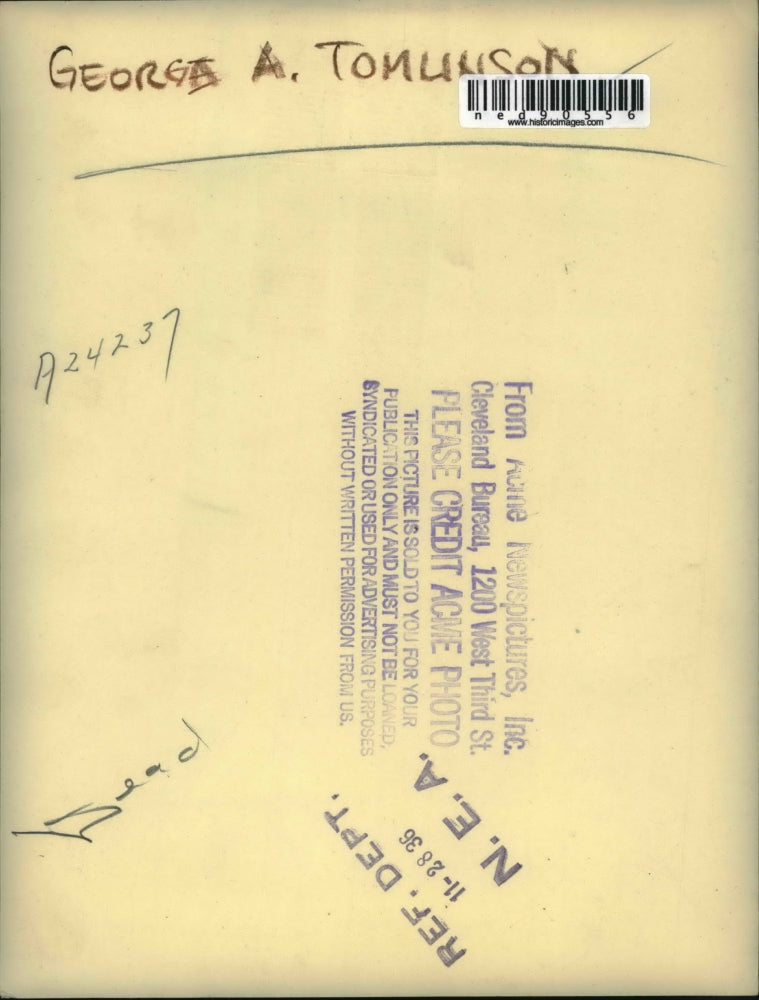 GEORGE A. TOMLINSON
ned90556
www.historicimages.com
A24237
From Acme Newspictures, Inc.
Cleveland Bureau, 1200 West Third St.
PLEASE CREDIT ACME PHOTO
THIS PICTURE IS SOLD TO YOU FOR YOUR
PUBLICATION ONLY AND MUST NOT BE LOANED,
SYNDICATED OR USED FOR ADVERTISING PURPOSES
WITHOUT WRITTEN PERMISSION FROM US.
Dead
REF. DEPT.
11-28 36
N.E.A.